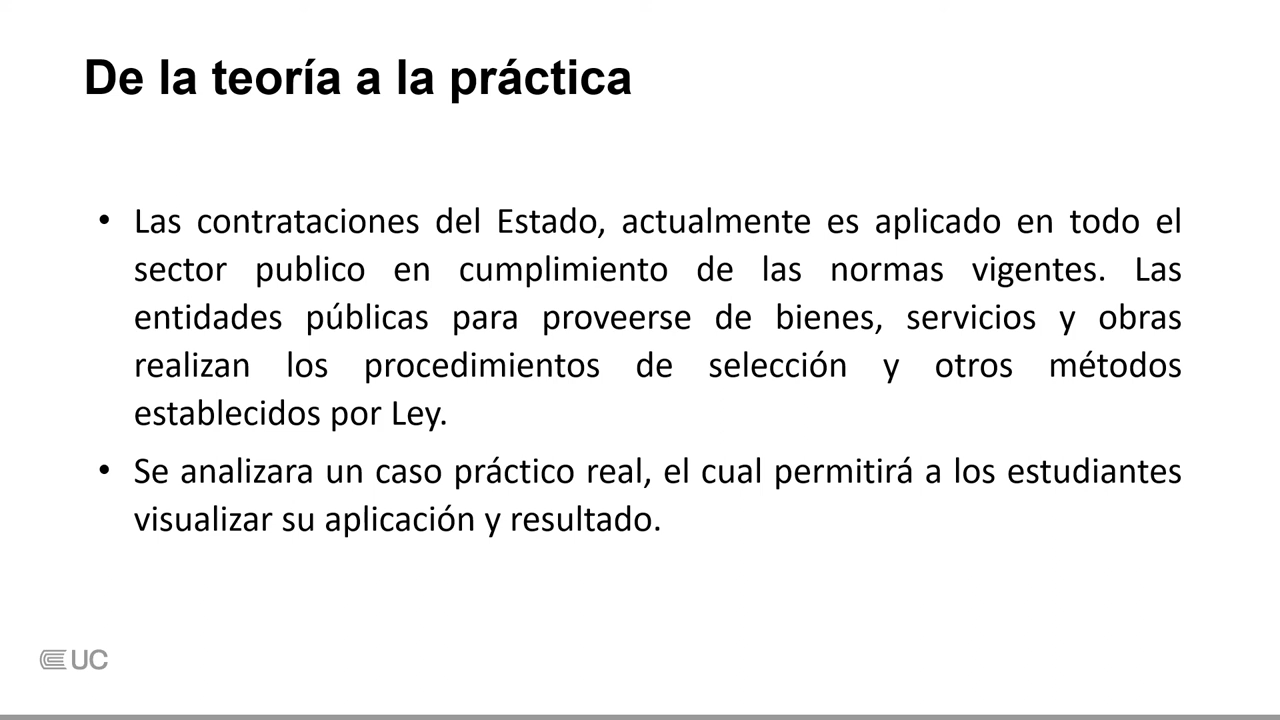 De la teoría a la práctica
• Las contrataciones del Estado, actualmente es aplicado en todo el
sector publico en cumplimiento de las normas vigentes. Las
entidades públicas para proveerse de bienes, servicios y obras
realizan los procedimientos de selección y otros métodos
establecidos por Ley.
• Se analizara un caso práctico real, el cual permitirá a los estudiantes
visualizar su aplicación y resultado.
UC